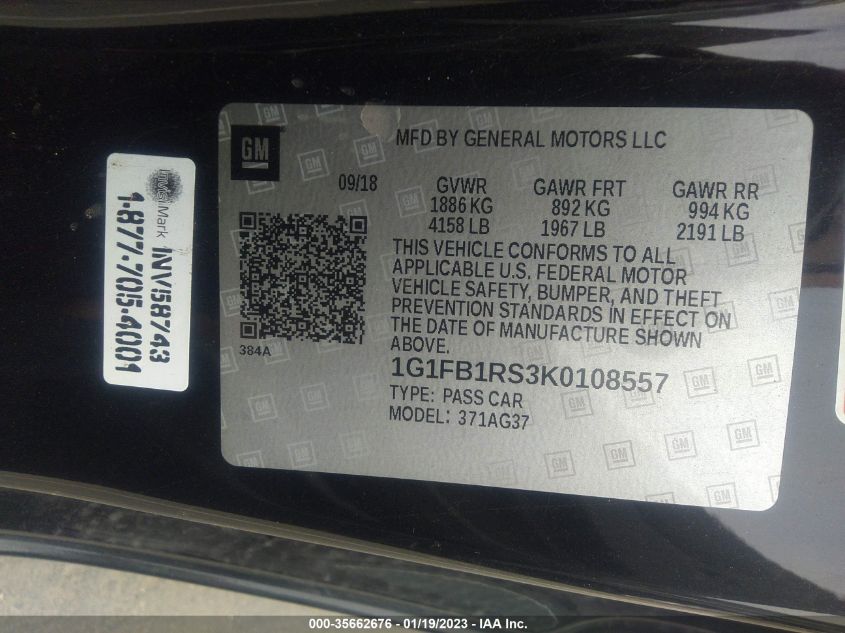 GM
MFD BY GENERAL MOTORS LLC
09/18
GVWR GAWR FRT GAWR RR
1886 KG 892 KG 994 KG
4158 LB 1967 LB 2191 LB
THIS VEHICLE CONFORMS TO ALL
APPLICABLE U.S. FEDERAL MOTOR
VEHICLE SAFETY, BUMPER, AND THEFT
PREVENTION STANDARDS IN EFFECT ON
THE DATE OF MANUFACTURE SHOWN
ABOVE.
384A
1G1FB1RS3K0108557
TYPE: PASS CAR
MODEL: 371AG37
Mark INV58743
1·877·705·4001
000-35662676 - 01/19/2023 - IAA Inc.